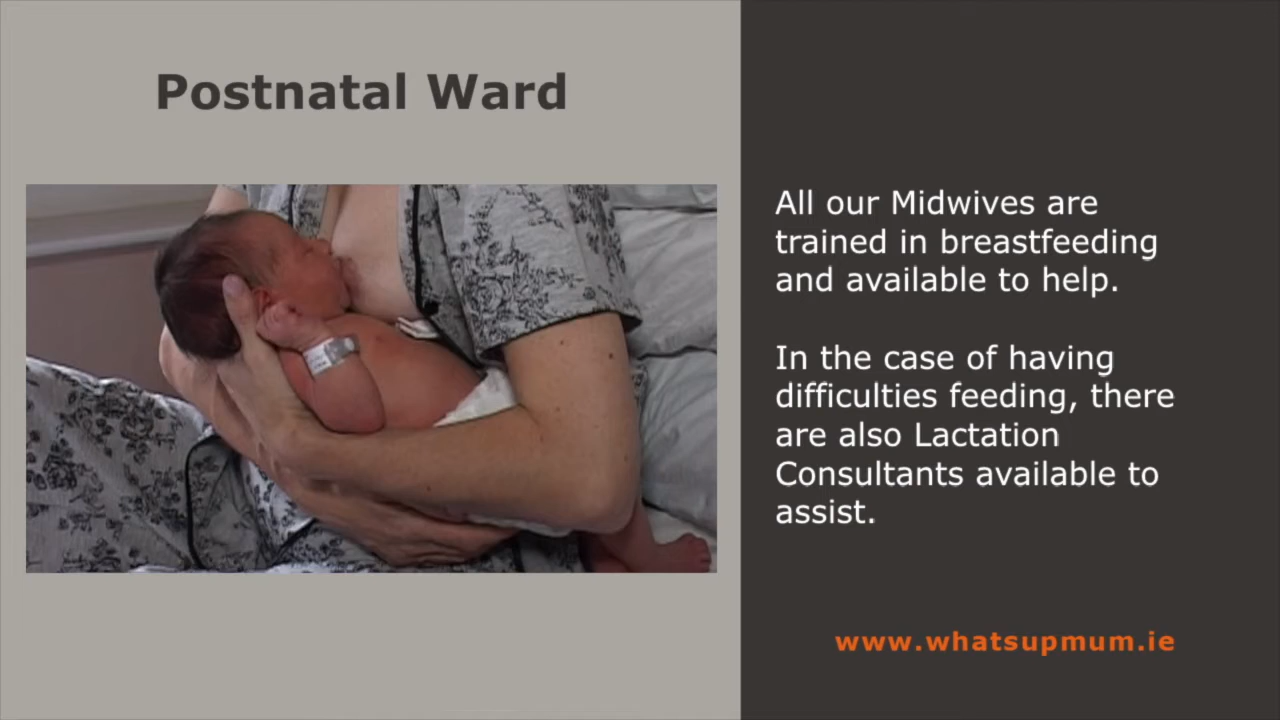 Postnatal Ward
All our Midwives are
trained in breastfeeding
and available to help.
In the case of having
difficulties feeding, there
are also Lactation
Consultants available to
assist.
www.whatsupmum.ie